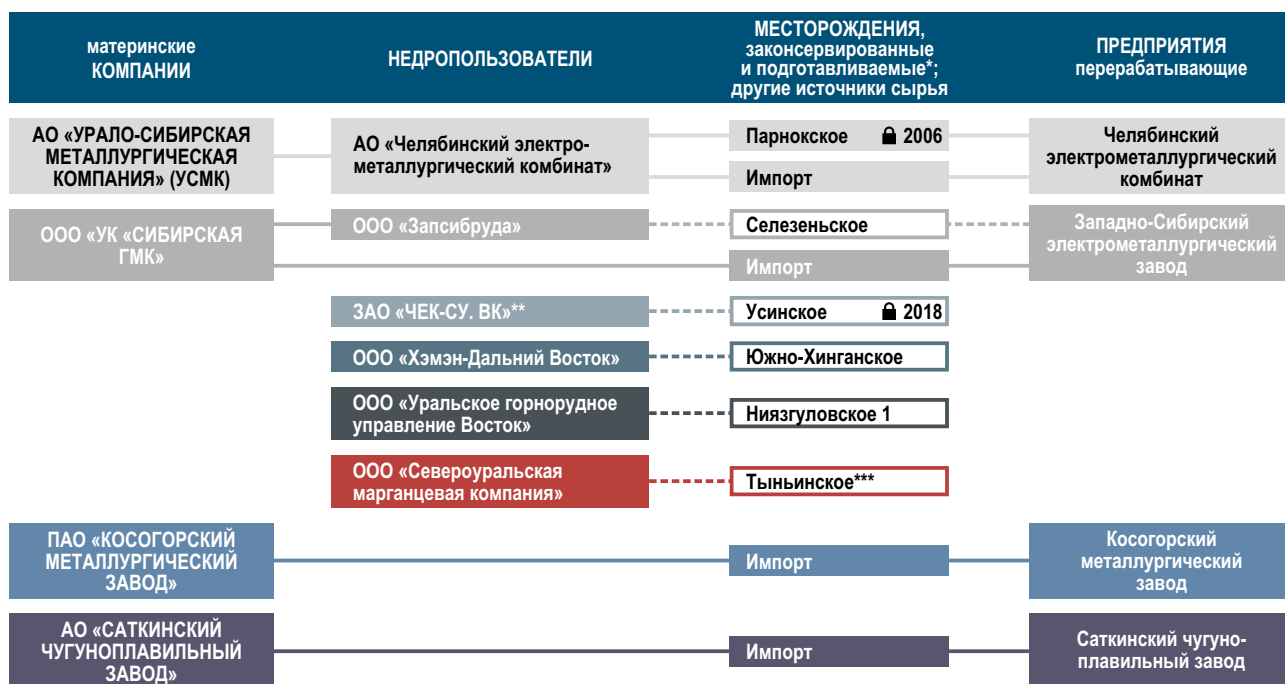 материнские
КОМПАНИИ
НЕДРОПОЛЬЗОВАТЕЛИ
МЕСТОРОЖДЕНИЯ,
законсервированные
и подготавливаемые*;
другие источники сырья
ПРЕДПРИЯТИЯ
перерабатывающие
АО «УРАЛО-СИБИРСКАЯ
МЕТАЛЛУРГИЧЕСКАЯ
КОМПАНИЯ» (УСМК)
АО «Челябинский электро-
металлургический комбинат»
Парнокское 2006
Импорт
Челябинский
электрометаллургический
комбинат
ООО «УК «СИБИРСКАЯ
ГМК»
ООО «Запсибруда»
Селезеньское
Импорт
Западно-Сибирский
электрометаллургический
завод
ЗАО «ЧЕК-СУ. ВК»**
Усинское 2018
ООО «Хэмэн-Дальний Восток»
Южно-Хинганское
ООО «Уральское горнорудное
управление Восток»
Ниязгуловское 1
ООО «Североуральская
марганцевая компания»
Тыньинское***
ПАО «КОСОГОРСКИЙ
МЕТАЛЛУРГИЧЕСКИЙ
ЗАВОД»
Импорт
Косогорский
металлургический
завод
АО «САТКИНСКИЙ
ЧУГУНОПЛАВИЛЬНЫЙ
ЗАВОД»
Импорт
Саткинский чугуно-
плавильный завод